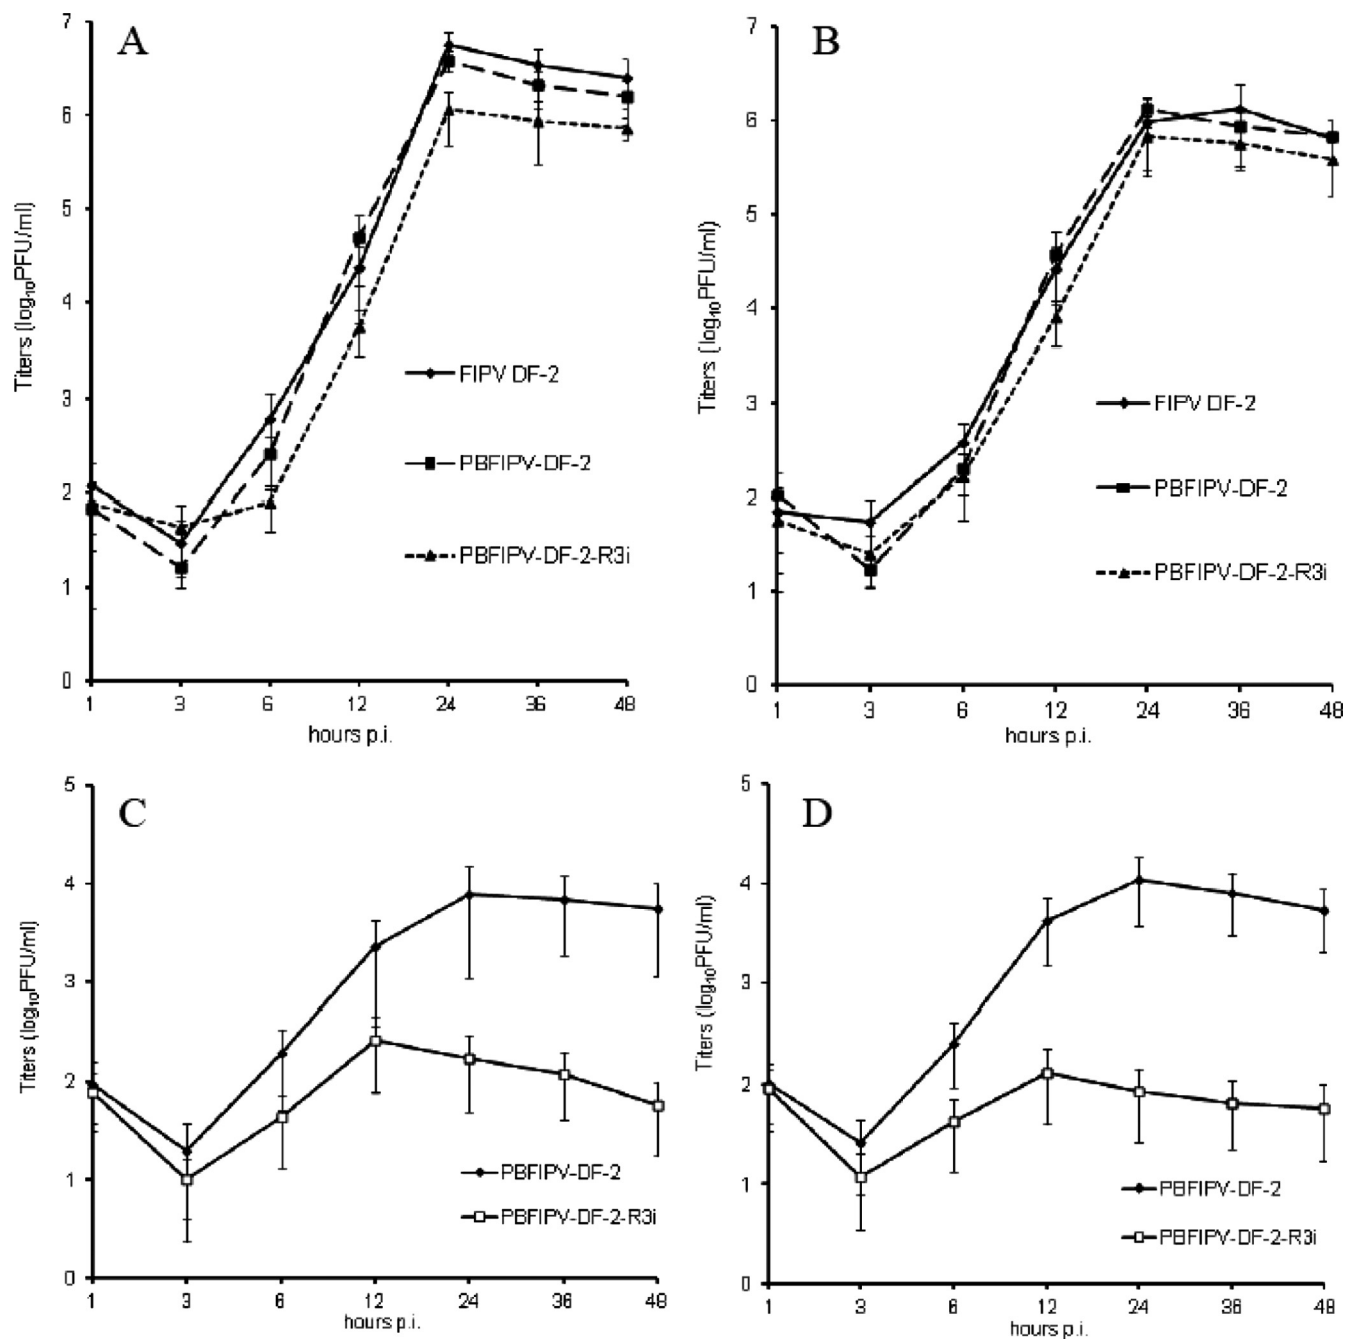 A
7
6
5
4
3
2
1
0
Titers (log10PFU/ml)
FIPV DF-2
PBFIPV-DF-2
PBFIPV-DF-2-R3i
1 3 6 12 24 36 48
hours p.i.
B
7
6
5
4
3
2
1
0
Titers (log10PFU/ml)
FIPV DF-2
PBFIPV-DF-2
PBFIPV-DF-2-R3i
1 3 6 12 24 36 48
hours p.i.
C
5
4
3
2
1
0
Titers (log10PFU/ml)
PBFIPV-DF-2
PBFIPV-DF-2-R3i
1 3 6 12 24 36 48
hours p.i.
D
5
4
3
2
1
0
Titers (log10PFU/ml)
PBFIPV-DF-2
PBFIPV-DF-2-R3i
1 3 6 12 24 36 48
hours p.i.